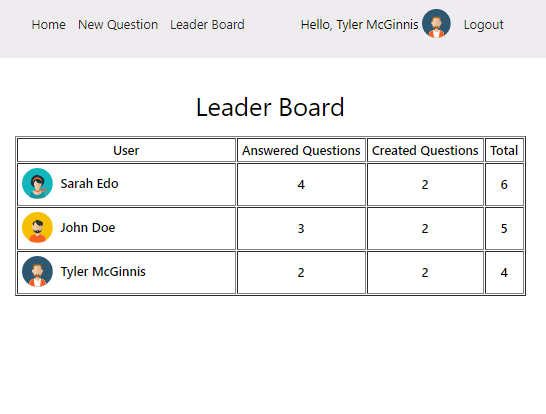 Home New Question Leader Board Hello, Tyler McGinnis Logout
Leader Board
User Answered Questions Created Questions Total
Sarah Edo 4 2 6
John Doe 3 2 5
Tyler McGinnis 2 2 4